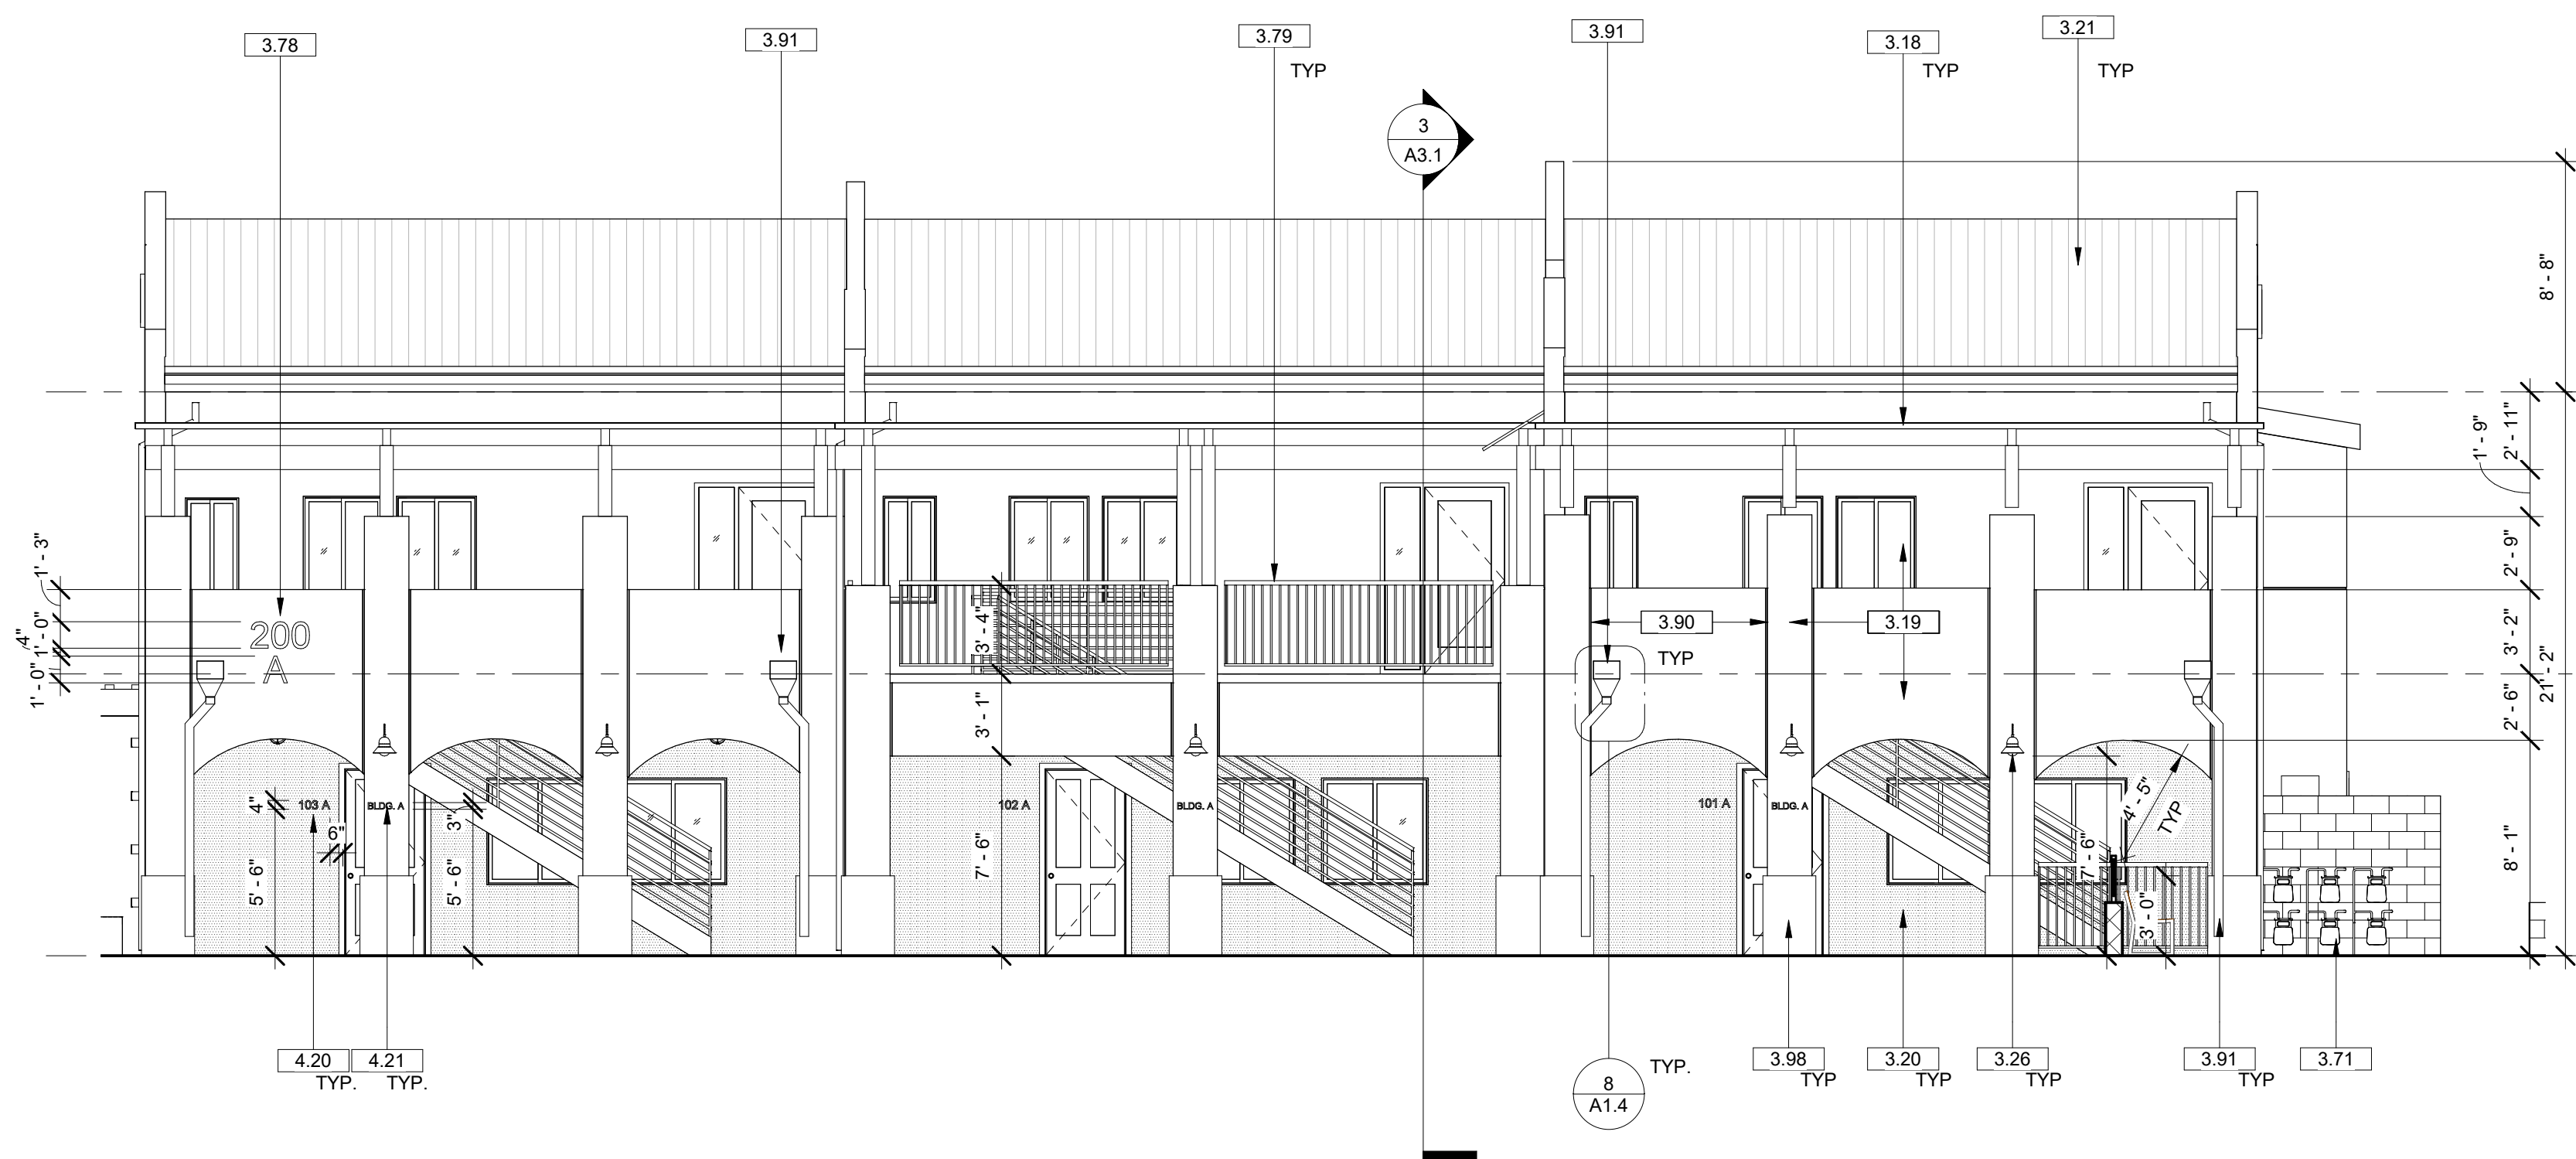 3.78
3.91
3.79
TYP
3.91
3.18
TYP
3.21
TYP
3
A3.1
8' - 8"
1' - 9"
2' - 11"
2' - 9"
3' - 2"
21' - 2"
2' - 6"
8' - 1"
1' - 3"
1' - 0"
4"
1' - 0"
200
A
3' - 4"
3' - 1"
7' - 6"
3.90
TYP
3.19
4"
103 A
BLDG. A
6"
3"
5' - 6"
5' - 6"
102 A
BLDG. A
101 A
BLDG. A
4' - 5"
TYP
7' - 6"
3' - 0"
4.20
TYP.
4.21
TYP.
8
A1.4
TYP.
3.98
TYP
3.20
TYP
3.26
TYP
3.91
TYP
3.71